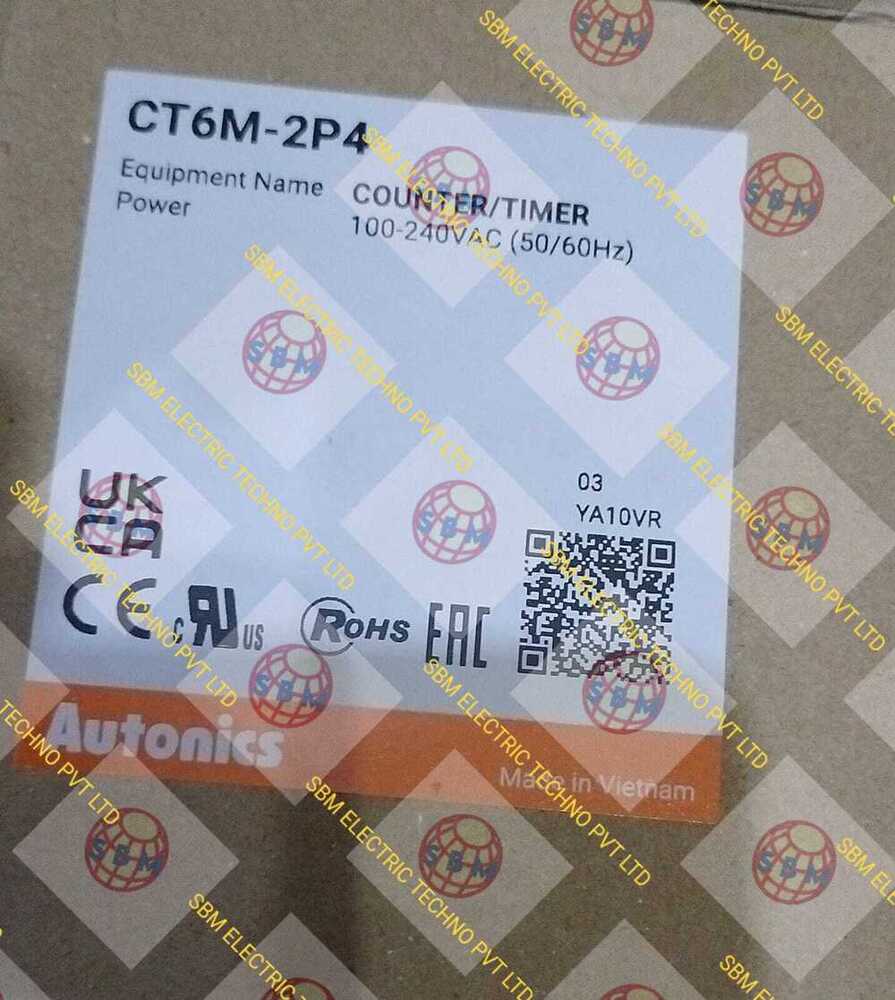 CT6M-2P4
Equipment Name COUNTER/TIMER
Power 100-240VAC (50/60Hz)
03
YA10VR
UK
CA
CE c RU US RoHS EAC
Autonics
Made in Vietnam
SBM
SBM ELECTRIC TECHNO PVT LTD